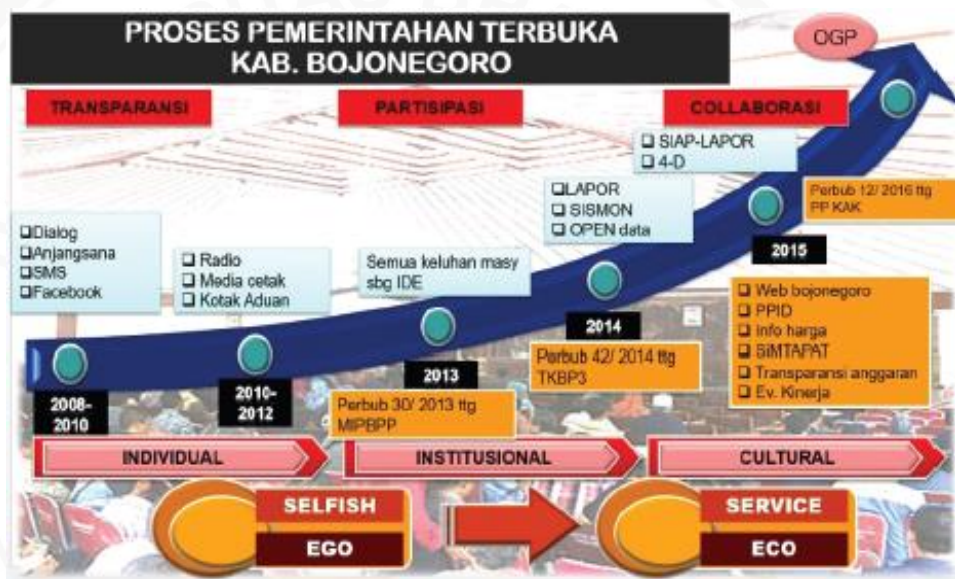 PROSES PEMERINTAHAN TERBUKA
KAB. BOJONEGORO
OGP
TRANSPARANSI
PARTISIPASI
COLLABORASI
SIAP-LAPOR
4-D
Perbub 12/ 2016 ttg
PP KAK
LAPOR
SISMON
OPEN data
2015
Dialog
Anjangsana
SMS
Facebook
Radio
Media cetak
Kotak Aduan
Semua keluhan masy
sbg IDE
2014
Web bojonegoro
PPID
Info harga
SiMTAPAT
Transparansi anggaran
Ev. Kinerja
Perbub 42/ 2014 ttg
TKBP3
2013
2010-
2012
2008-
2010
Perbub 30/ 2013 ttg
MIPBPP
INDIVIDUAL
INSTITUSIONAL
CULTURAL
SELFISH
EGO
SERVICE
ECO